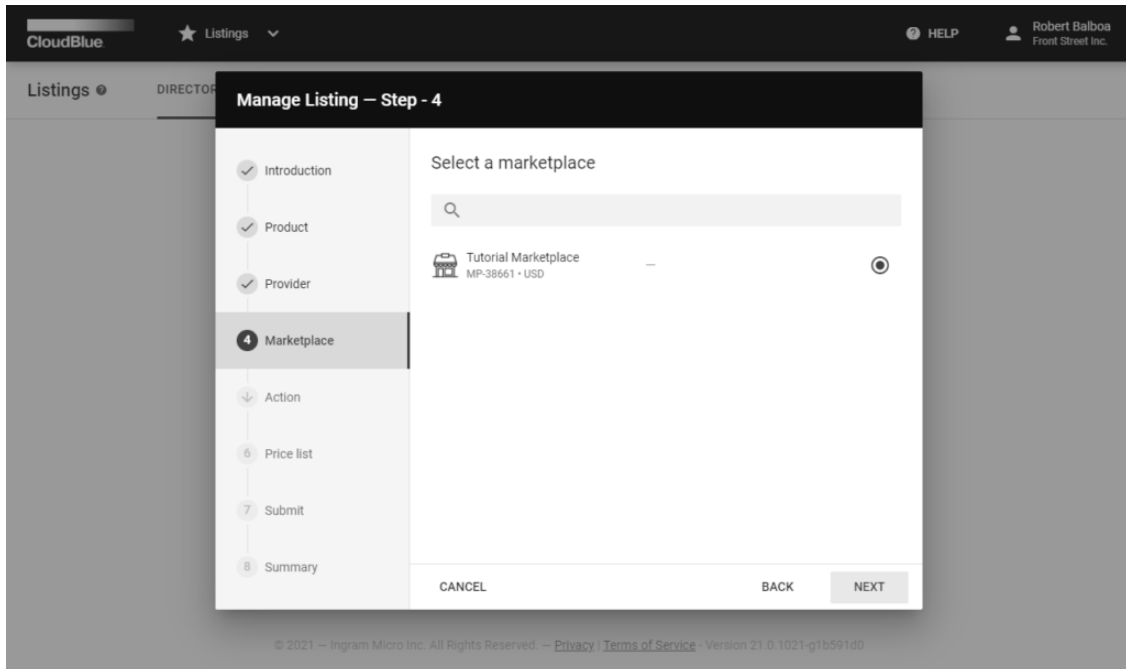 CloudBlue
Listings
HELP
Robert Balboa
Front Street Inc.
Listings
DIRECTOR
Manage Listing — Step - 4
Introduction
Product
Provider
4 Marketplace
Action
6 Price list
7 Submit
8 Summary
Select a marketplace
Tutorial Marketplace
MP-38661 • USD
—
CANCEL
BACK
NEXT
© 2021 — Ingram Micro Inc. All Rights Reserved. — Privacy | Terms of Service - Version 21.0.1021-g1b591d0